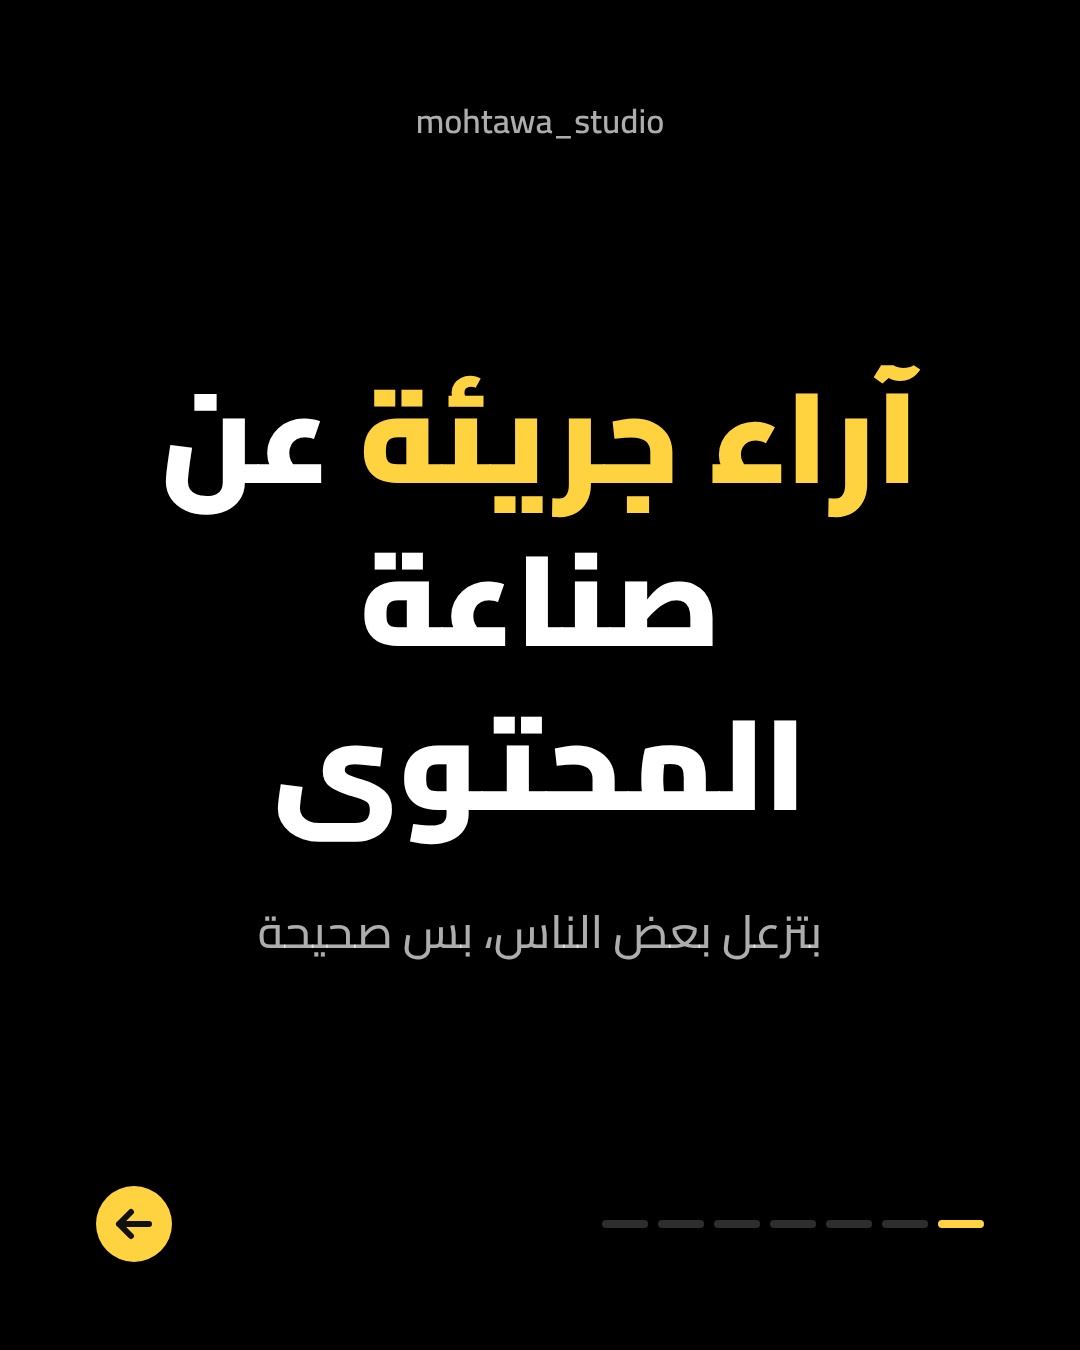 mohtawa_studio
آراء جريئة عن
صناعة
المحتوى
بتزعل بعض الناس، بس صحيحة